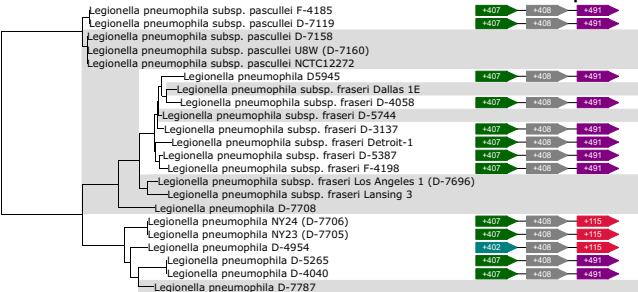 Legionella pneumophila subsp. pascullei F-4185 +407 +408 +491
Legionella pneumophila subsp. pascullei D-7119 +407 +408 +491
Legionella pneumophila subsp. pascullei D-7158
Legionella pneumophila subsp. pascullei U8W (D-7160)
Legionella pneumophila subsp. pascullei NCTC12272
Legionella pneumophila D5945 +407 +408 +491
Legionella pneumophila subsp. fraseri Dallas 1E
Legionella pneumophila subsp. fraseri D-4058 +407 +408 +491
Legionella pneumophila subsp. fraseri D-5744
Legionella pneumophila subsp. fraseri D-3137 +407 +408 +491
Legionella pneumophila subsp. fraseri Detroit-1 +407 +408 +491
Legionella pneumophila subsp. fraseri D-5387 +407 +408 +491
Legionella pneumophila subsp. fraseri F-4198 +407 +408 +491
Legionella pneumophila subsp. fraseri Los Angeles 1 (D-7696)
Legionella pneumophila subsp. fraseri Lansing 3
Legionella pneumophila D-7708
Legionella pneumophila NY24 (D-7706) +407 +408 +115
Legionella pneumophila NY23 (D-7705) +407 +408 +115
Legionella pneumophila D-4954 +402 +408 +115
Legionella pneumophila D-5265 +407 +408 +491
Legionella pneumophila D-4040 +407 +408 +491
Legionella pneumophila D-7787